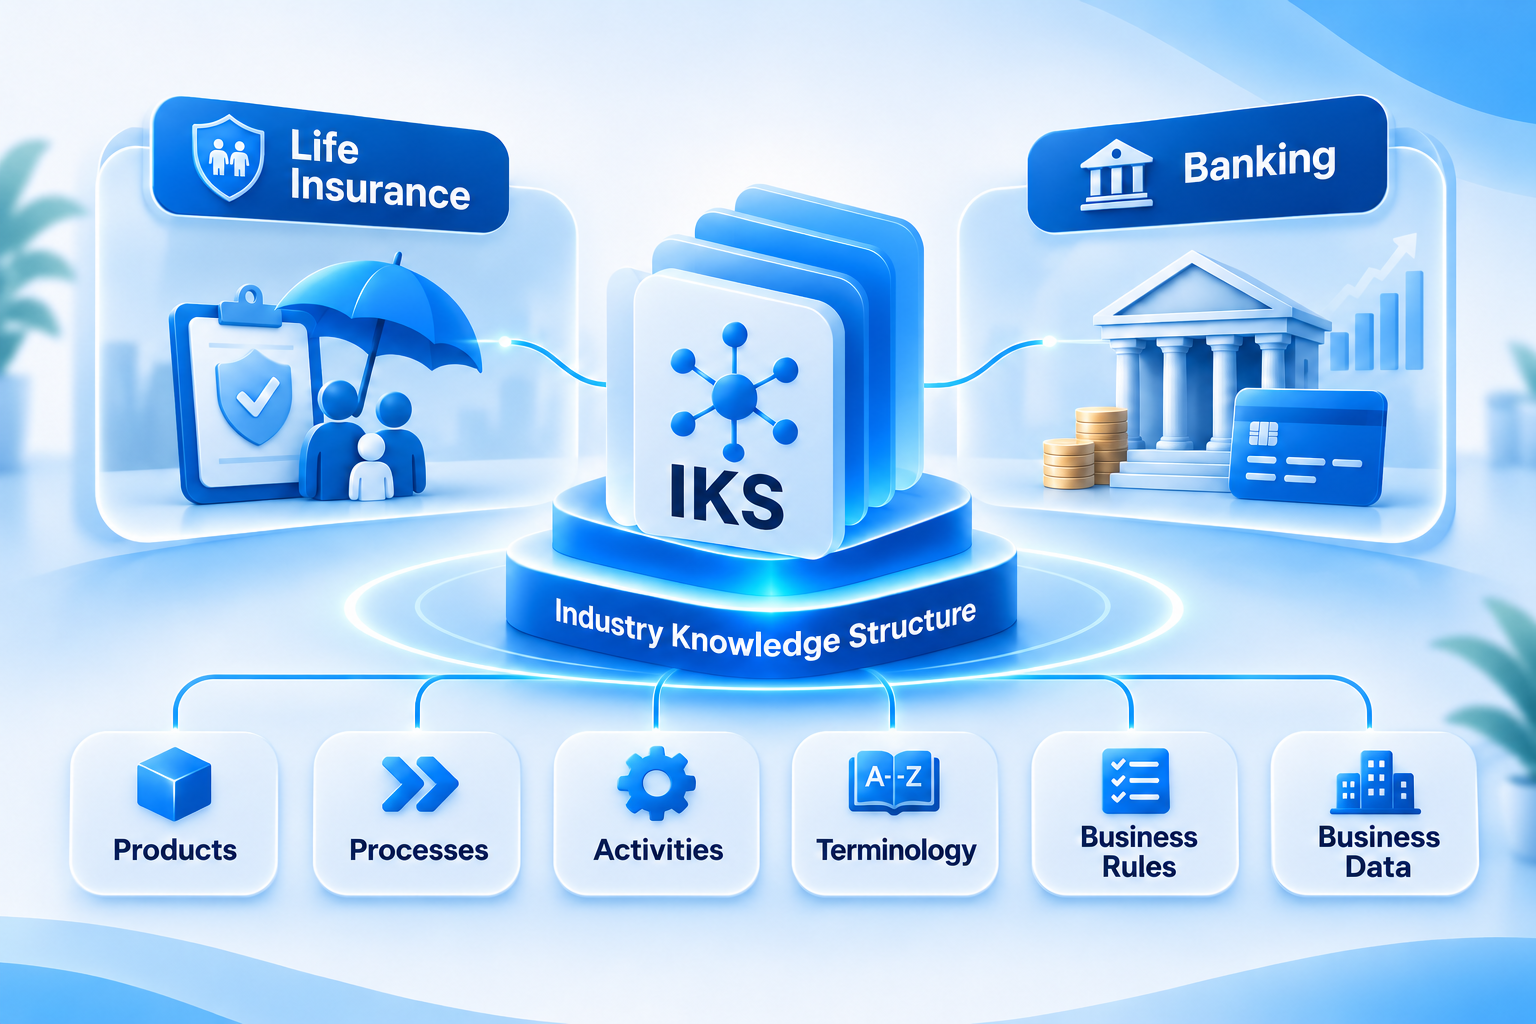 Life
Insurance
Banking
IKS
Industry Knowledge Structure
Products
Processes
Activities
A--Z
Terminology
Business
Rules
Business
Data